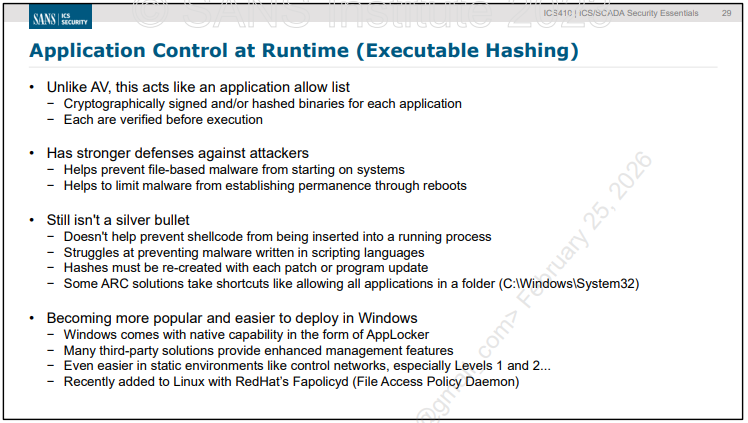 © SANS Institute 2026
SANS | ICS SECURITY
ICS410 | ICS/SCADA Security Essentials 29
Application Control at Runtime (Executable Hashing)
• Unlike AV, this acts like an application allow list
− Cryptographically signed and/or hashed binaries for each application
− Each are verified before execution
• Has stronger defenses against attackers
− Helps prevent file-based malware from starting on systems
− Helps to limit malware from establishing permanence through reboots
• Still isn't a silver bullet
− Doesn't help prevent shellcode from being inserted into a running process
− Struggles at preventing malware written in scripting languages
− Hashes must be re-created with each patch or program update
− Some ARC solutions take shortcuts like allowing all applications in a folder (C:\Windows\System32)
• Becoming more popular and easier to deploy in Windows
− Windows comes with native capability in the form of AppLocker
− Many third-party solutions provide enhanced management features
− Even easier in static environments like control networks, especially Levels 1 and 2...
− Recently added to Linux with RedHat’s Fapolicyd (File Access Policy Daemon)
@gmail.com> February 25, 2026